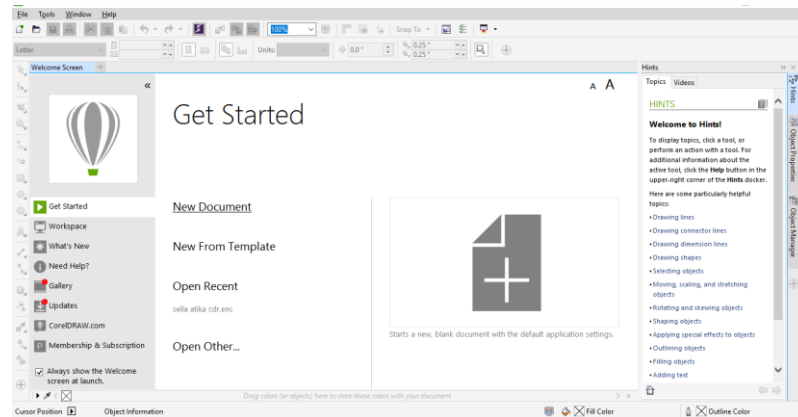 File Tools Window Help
100% Snap To
Letter Units: 0.0 ° 0.25 "
0.25 "
Welcome Screen
Hints
Topics Videos
A A
Get Started
HINTS
Welcome to Hints!
To display topics, click a tool, or
perform an action with a tool. For
additional information about the
active tool, click the Help button in the
upper-right corner of the Hints docker.
Here are some particularly helpful
topics:
• Drawing lines
• Drawing connector lines
• Drawing dimension lines
• Drawing shapes
• Selecting objects
• Moving, scaling, and stretching
objects
• Rotating and skewing objects
• Shaping objects
• Applying special effects to objects
• Outlining objects
• Filling objects
• Adding text
Hints
Object Properties
Object Manager
Get Started
Workspace
What's New
Need Help?
Gallery
Updates
CorelDRAW.com
Membership & Subscription
Always show the Welcome
screen at launch.
New Document
New From Template
Open Recent
sella atika cdr.enc
Open Other...
Starts a new, blank document with the default application settings.
Drag colors (or objects) here to store these colors with your document
Cursor Position Object Information Fill Color Outline Color